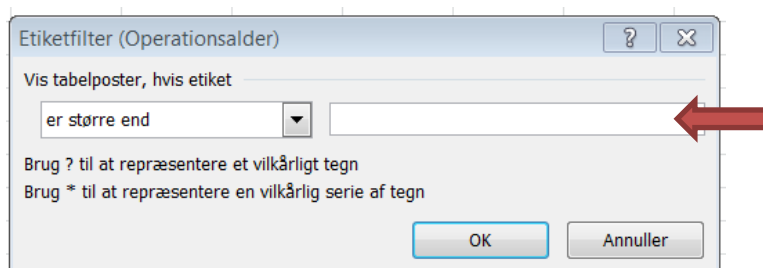 Etiketfilter (Operationsalder)
Vis tabelposter, hvis etiket
er større end
Brug ? til at repræsentere et vilkårligt tegn
Brug * til at repræsentere en vilkårlig serie af tegn
OK Annuller